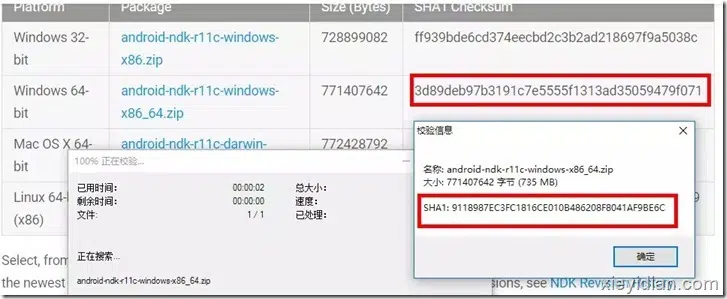 Platform Package Size (Bytes) SHA1 Checksum
Windows 32-bit android-ndk-r11c-windows-x86.zip 728899082 ff939bde6cd374eecbd2c3b2ad218697f9a5038c
Windows 64-bit android-ndk-r11c-windows-x86_64.zip 771407642 3d89deb97b3191c7e5555f1313ad35059479f071
Mac OS X 64-bit android-ndk-r11c-darwin- 772428792
Linux 64-
(x86)
100% 正在校验...
已用时间: 00:00:02 总大小:
剩余时间: 00:00:00 速度:
文件: 1 / 1 已处理:
正在搜索...
android-ndk-r11c-windows-x86_64.zip
校验信息
名称: android-ndk-r11c-windows-x86_64.zip
大小: 771407642 字节 (735 MB)
SHA1: 9118987EC3FC1816CE010B486208F8041AF9BE6C
确定
Select, from
the newest sions, see NDK Rev
xieyidian.com